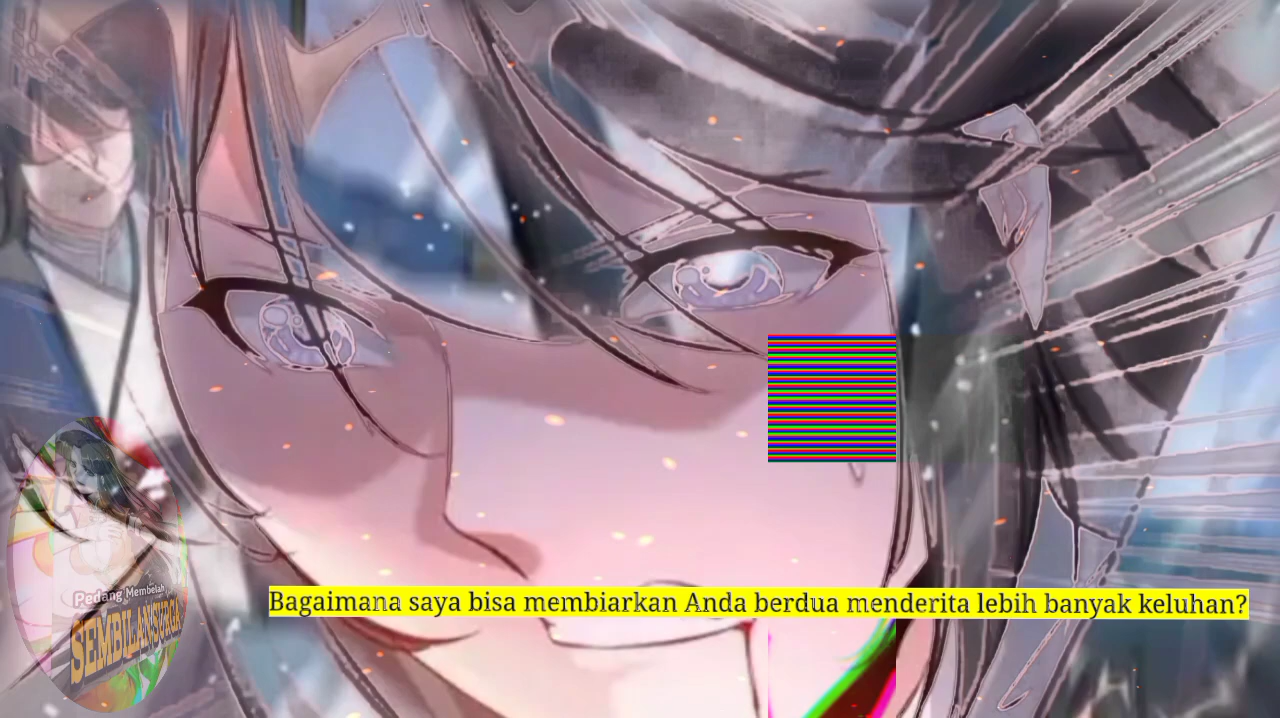 Bagaimana saya bisa membiarkan Anda berdua menderita lebih banyak keluhan?
Pedang Membelah
SEMBILAN SURGA